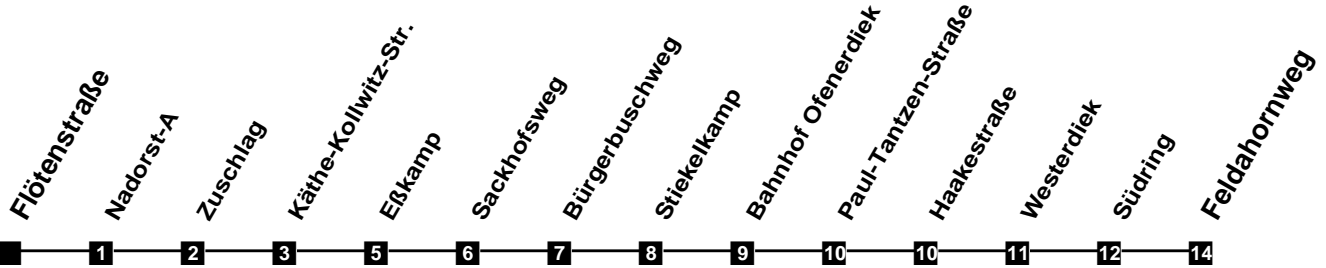 Flötenstraße
Nadorst-A
Zuschlag
Käthe-Kollwitz-Str.
Eßkamp
Sackhofsweg
Bürgerbuschweg
Stiekelkamp
Bahnhof Ofenerdiek
Paul-Tantzen-Straße
Haakestraße
Westerdiek
Südring
Feldahornweg
1 2 3 5 6 7 8 9 10 10 11 12 14